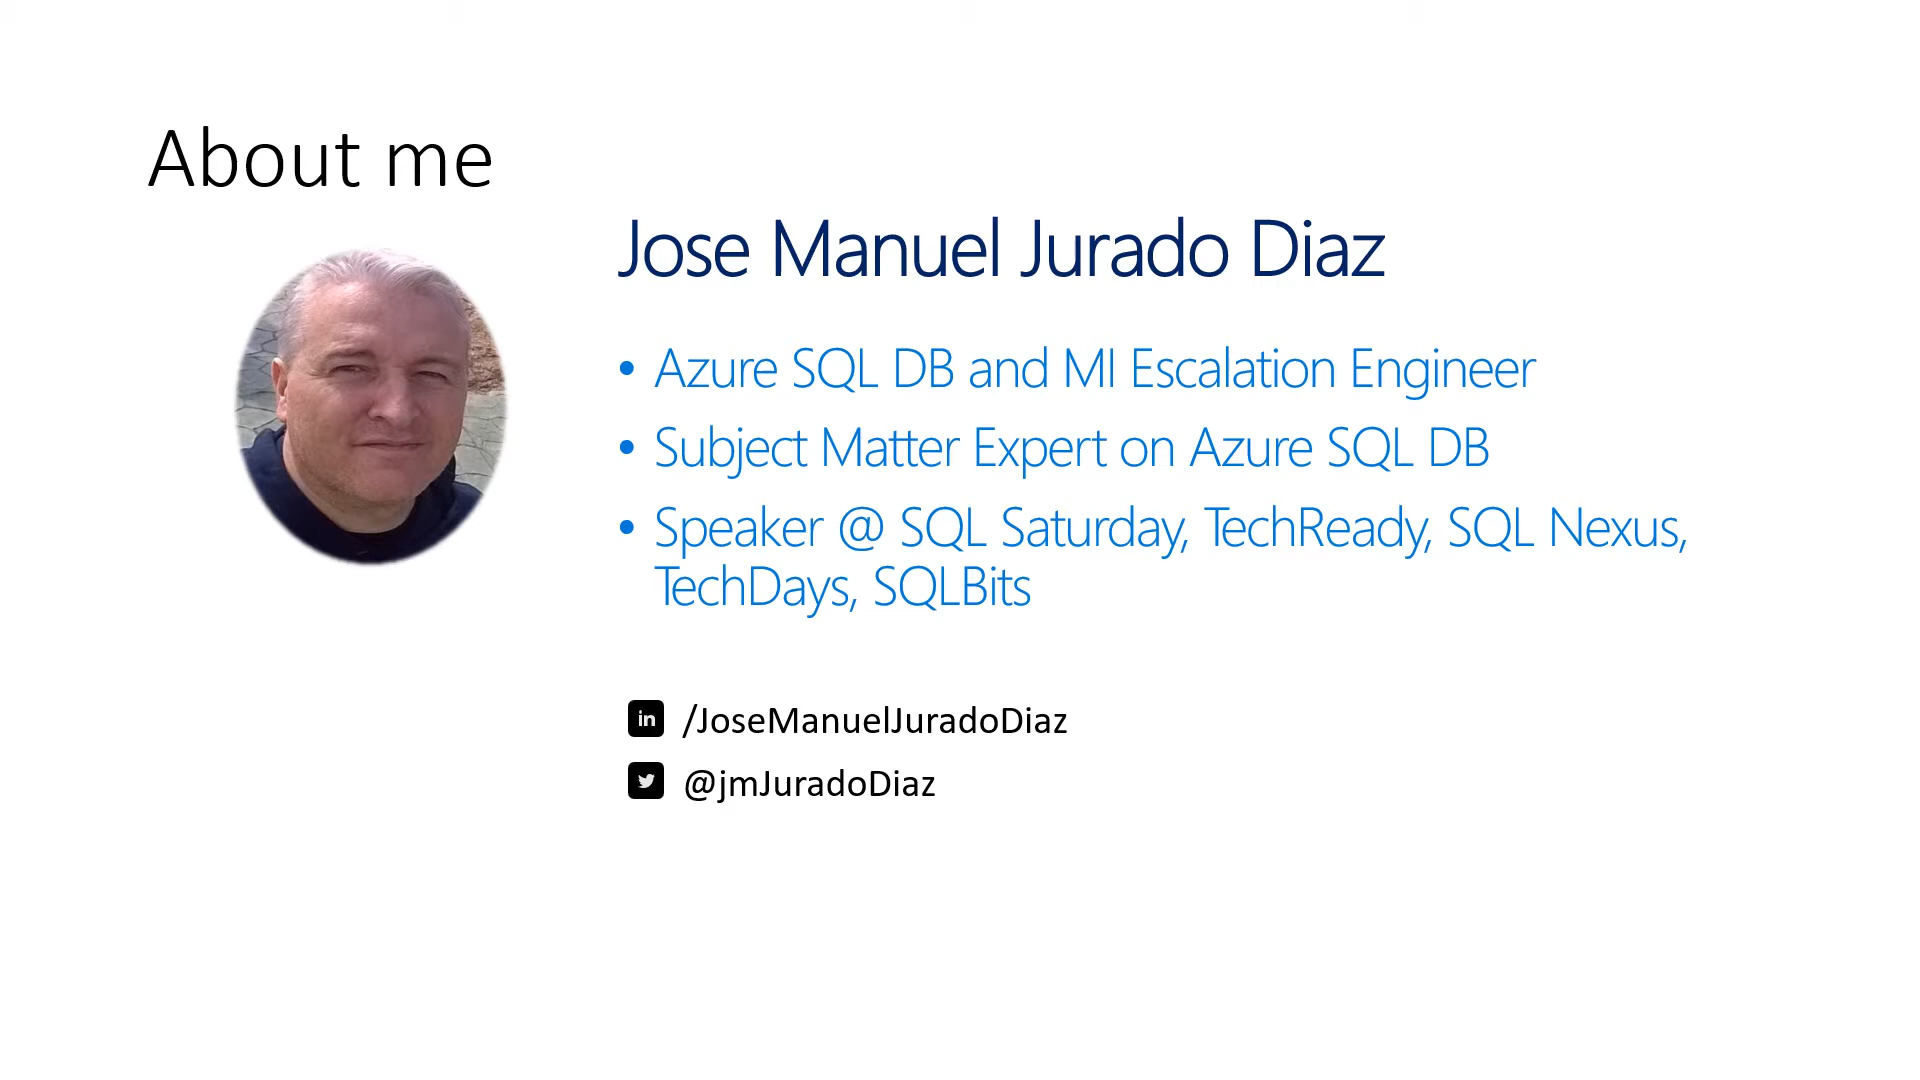 About me
Jose Manuel Jurado Diaz
• Azure SQL DB and MI Escalation Engineer
• Subject Matter Expert on Azure SQL DB
• Speaker @ SQL Saturday, TechReady, SQL Nexus,
TechDays, SQLBits
in /JoseManuelJuradoDiaz
@jmJuradoDiaz